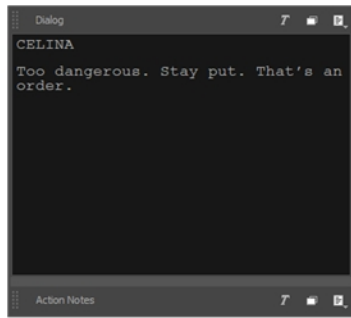 Dialog
CELINA
Too dangerous. Stay put. That's an
order.
Action Notes